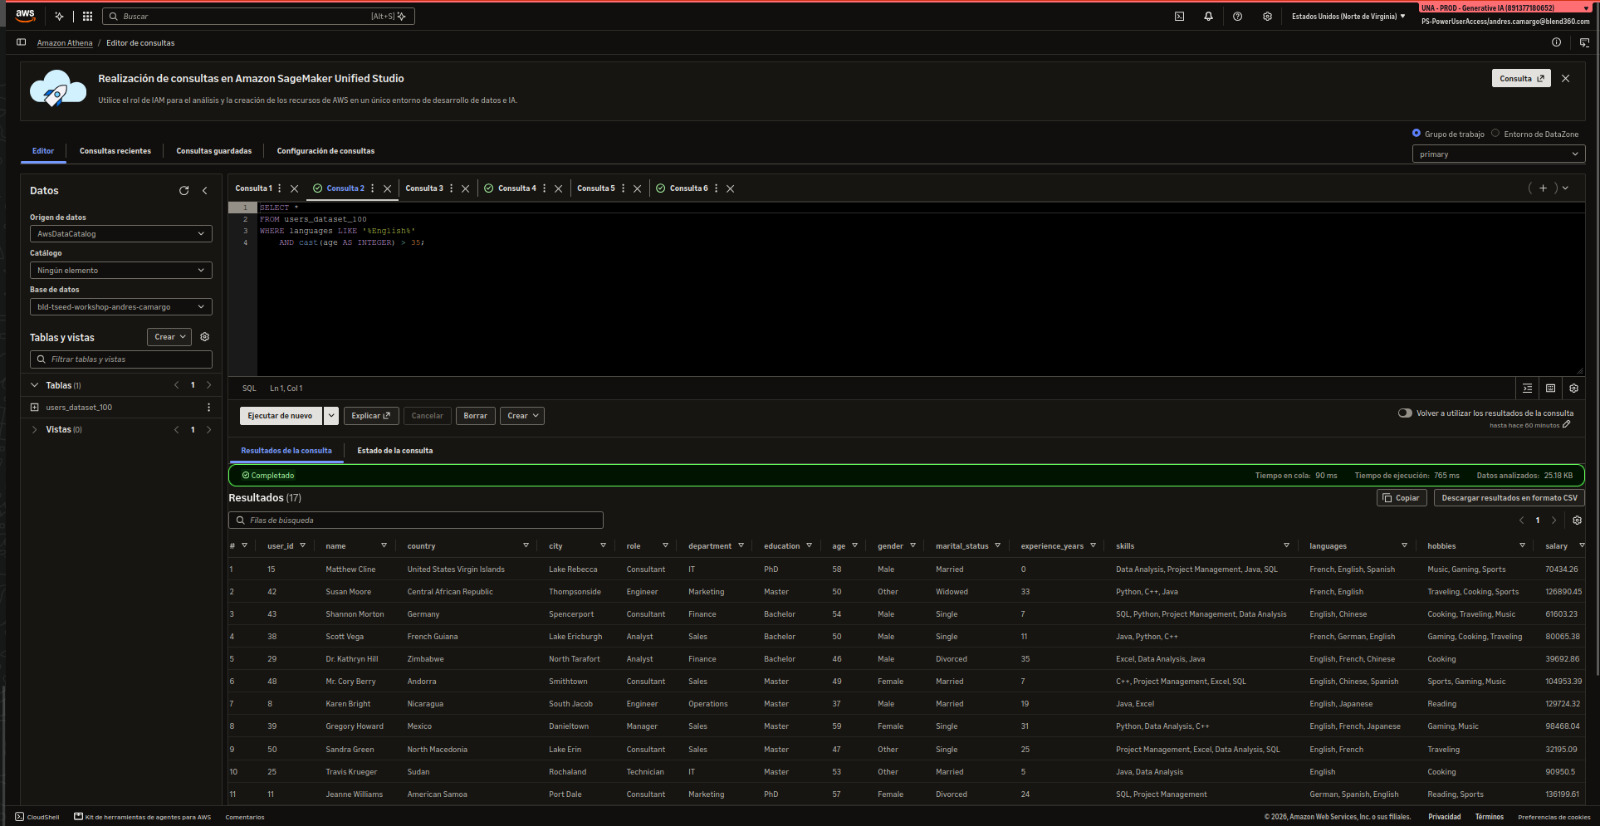 aws
Buscar [Alt+S]
Estados Unidos (Norte de Virginia)
UNA - PROD - Generative IA (091377180652)
PS-PowerUserAccess/andres.camargo@blend360.com
Amazon Athena / Editor de consultas
Realización de consultas en Amazon SageMaker Unified Studio
Utilice el rol de IAM para el análisis y la creación de los recursos de AWS en un único entorno de desarrollo de datos e IA.
Consulta
Grupo de trabajo Entorno de DataZone
primary
Editor Consultas recientes Consultas guardadas Configuración de consultas
Datos
Origen de datos
AwsDataCatalog
Catálogo
Ningún elemento
Base de datos
bld-tseed-workshop-andres-camargo
Tablas y vistas Crear
Filtrar tablas y vistas
Tablas (1) 1
users_dataset_100
Vistas (0) 1
Consulta 1 Consulta 2 Consulta 3 Consulta 4 Consulta 5 Consulta 6
1 SELECT *
2 FROM users_dataset_100
3 WHERE languages LIKE '%English%'
4 AND cast(age AS INTEGER) > 35;
SQL Ln 1, Col 1
Ejecutar de nuevo Explicar Cancelar Borrar Crear
Volver a utilizar los resultados de la consulta
hasta hace 60 minutos
Resultados de la consulta Estado de la consulta
Completado Tiempo en cola: 90 ms Tiempo de ejecución: 765 ms Datos analizados: 25.18 KB
Resultados (17) Copiar Descargar resultados en formato CSV
Filas de búsqueda 1
# user_id name country city role department education age gender marital_status experience_years skills languages hobbies salary
1 15 Matthew Cline United States Virgin Islands Lake Rebecca Consultant IT PhD 58 Male Married 0 Data Analysis, Project Management, Java, SQL French, English, Spanish Music, Gaming, Sports 70434.26
2 42 Susan Moore Central African Republic Thompsonside Engineer Marketing Master 50 Other Widowed 33 Python, C++, Java French, English Traveling, Cooking, Sports 126890.45
3 43 Shannon Morton Germany Spencerport Consultant Finance Bachelor 54 Male Single 7 SQL, Python, Project Management, Data Analysis English, Chinese Cooking, Traveling, Music 61603.23
4 38 Scott Vega French Guiana Lake Ericburgh Analyst Sales Bachelor 50 Male Single 11 Java, Python, C++ French, German, English Gaming, Cooking, Traveling 80065.38
5 29 Dr. Kathryn Hill Zimbabwe North Tarafort Analyst Finance Bachelor 46 Male Divorced 35 Excel, Data Analysis, Java English, French, Chinese Cooking 39692.86
6 48 Mr. Cory Berry Andorra Smithtown Consultant Sales Master 49 Female Married 7 C++, Project Management, Excel, SQL English, Chinese, Spanish Sports, Gaming, Music 104953.39
7 8 Karen Bright Nicaragua South Jacob Engineer Operations Master 37 Male Married 19 Java, Excel English, Japanese Reading 129724.32
8 39 Gregory Howard Mexico Danieltown Manager Sales Master 59 Female Single 31 Python, Data Analysis, C++ English, French, Japanese Gaming, Music 98468.04
9 50 Sandra Green North Macedonia Lake Erin Consultant Sales Master 47 Other Single 25 Project Management, Excel, Data Analysis, SQL English, French Traveling 32195.09
10 25 Travis Krueger Sudan Rochaland Technician IT Master 53 Other Married 5 Java, Data Analysis English Cooking 90950.5
11 11 Jeanne Williams American Samoa Port Dale Consultant Marketing PhD 57 Female Divorced 24 SQL, Project Management German, Spanish, English Reading, Sports 136199.61
CloudShell Kit de herramientas de agentes para AWS Comentarios
© 2026, Amazon Web Services, Inc. o sus filiales. Privacidad Términos Preferencias de cookies